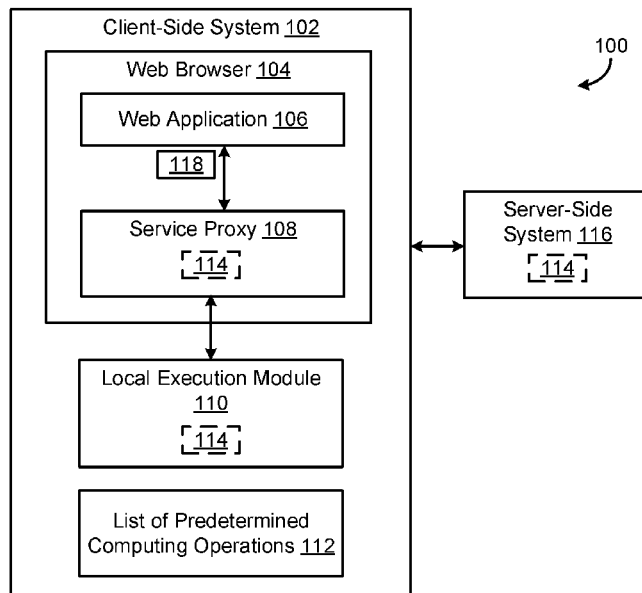 Client-Side System 102
Web Browser 104
100
Web Application 106
118
Service Proxy 108
114
Server-Side
System 116
114
Local Execution Module
110
114
List of Predetermined
Computing Operations 112